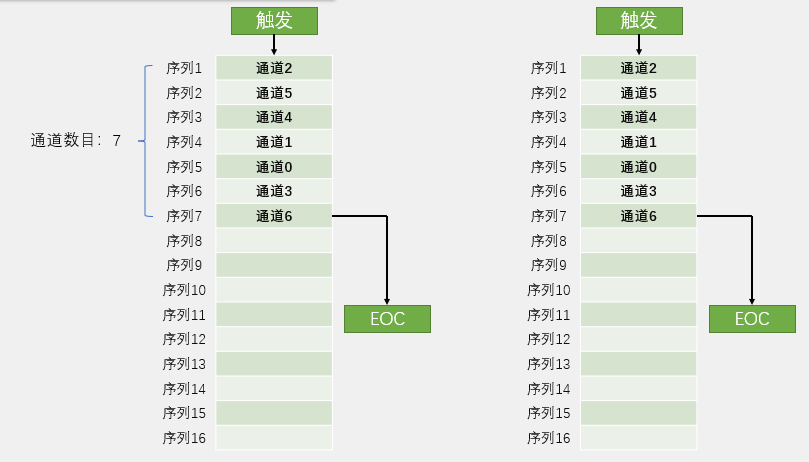 触发
序列1 通道2
序列2 通道5
序列3 通道4
序列4 通道1
通道数目：7
序列5 通道0
序列6 通道3
序列7 通道6
序列8
序列9
序列10
序列11
EOC
序列12
序列13
序列14
序列15
序列16
触发
序列1 通道2
序列2 通道5
序列3 通道4
序列4 通道1
序列5 通道0
序列6 通道3
序列7 通道6
序列8
序列9
序列10
序列11
EOC
序列12
序列13
序列14
序列15
序列16